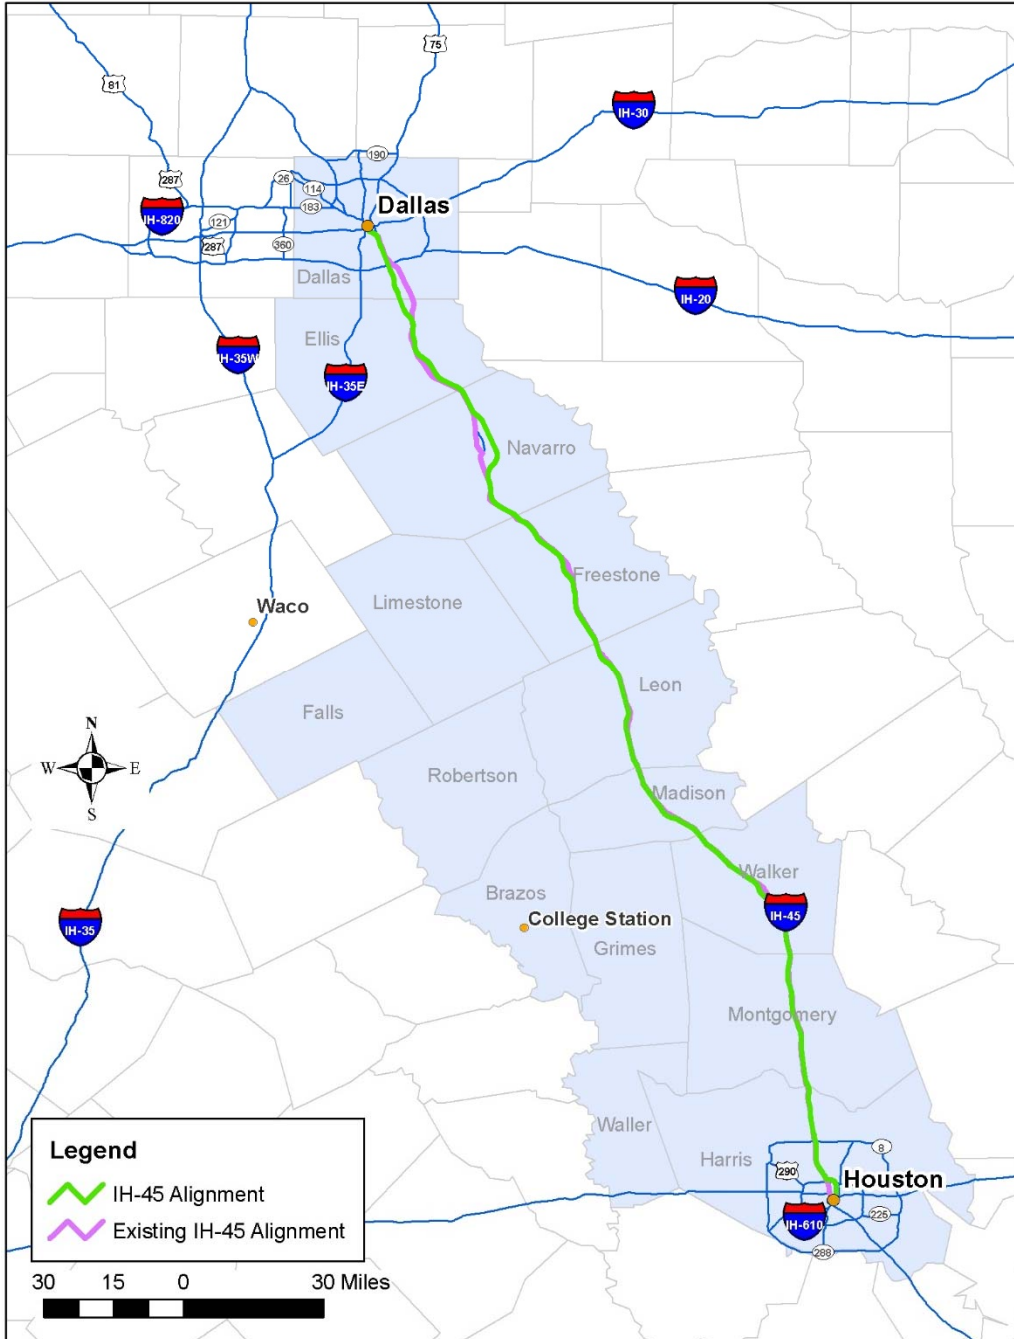 75
81
IH-30
190
287
26
114
183
Dallas
IH-820
121
287
360
Dallas
IH-20
Ellis
IH-35W
IH-35E
Navarro
Freestone
Limestone
Waco
Leon
Falls
N
W
E
S
Robertson
Madison
Walker
Brazos
College Station
IH-45
Grimes
IH-35
Montgomery
Waller
Harris
8
290
Houston
225
IH-610
288
Legend
IH-45 Alignment
Existing IH-45 Alignment
30 15 0 30 Miles